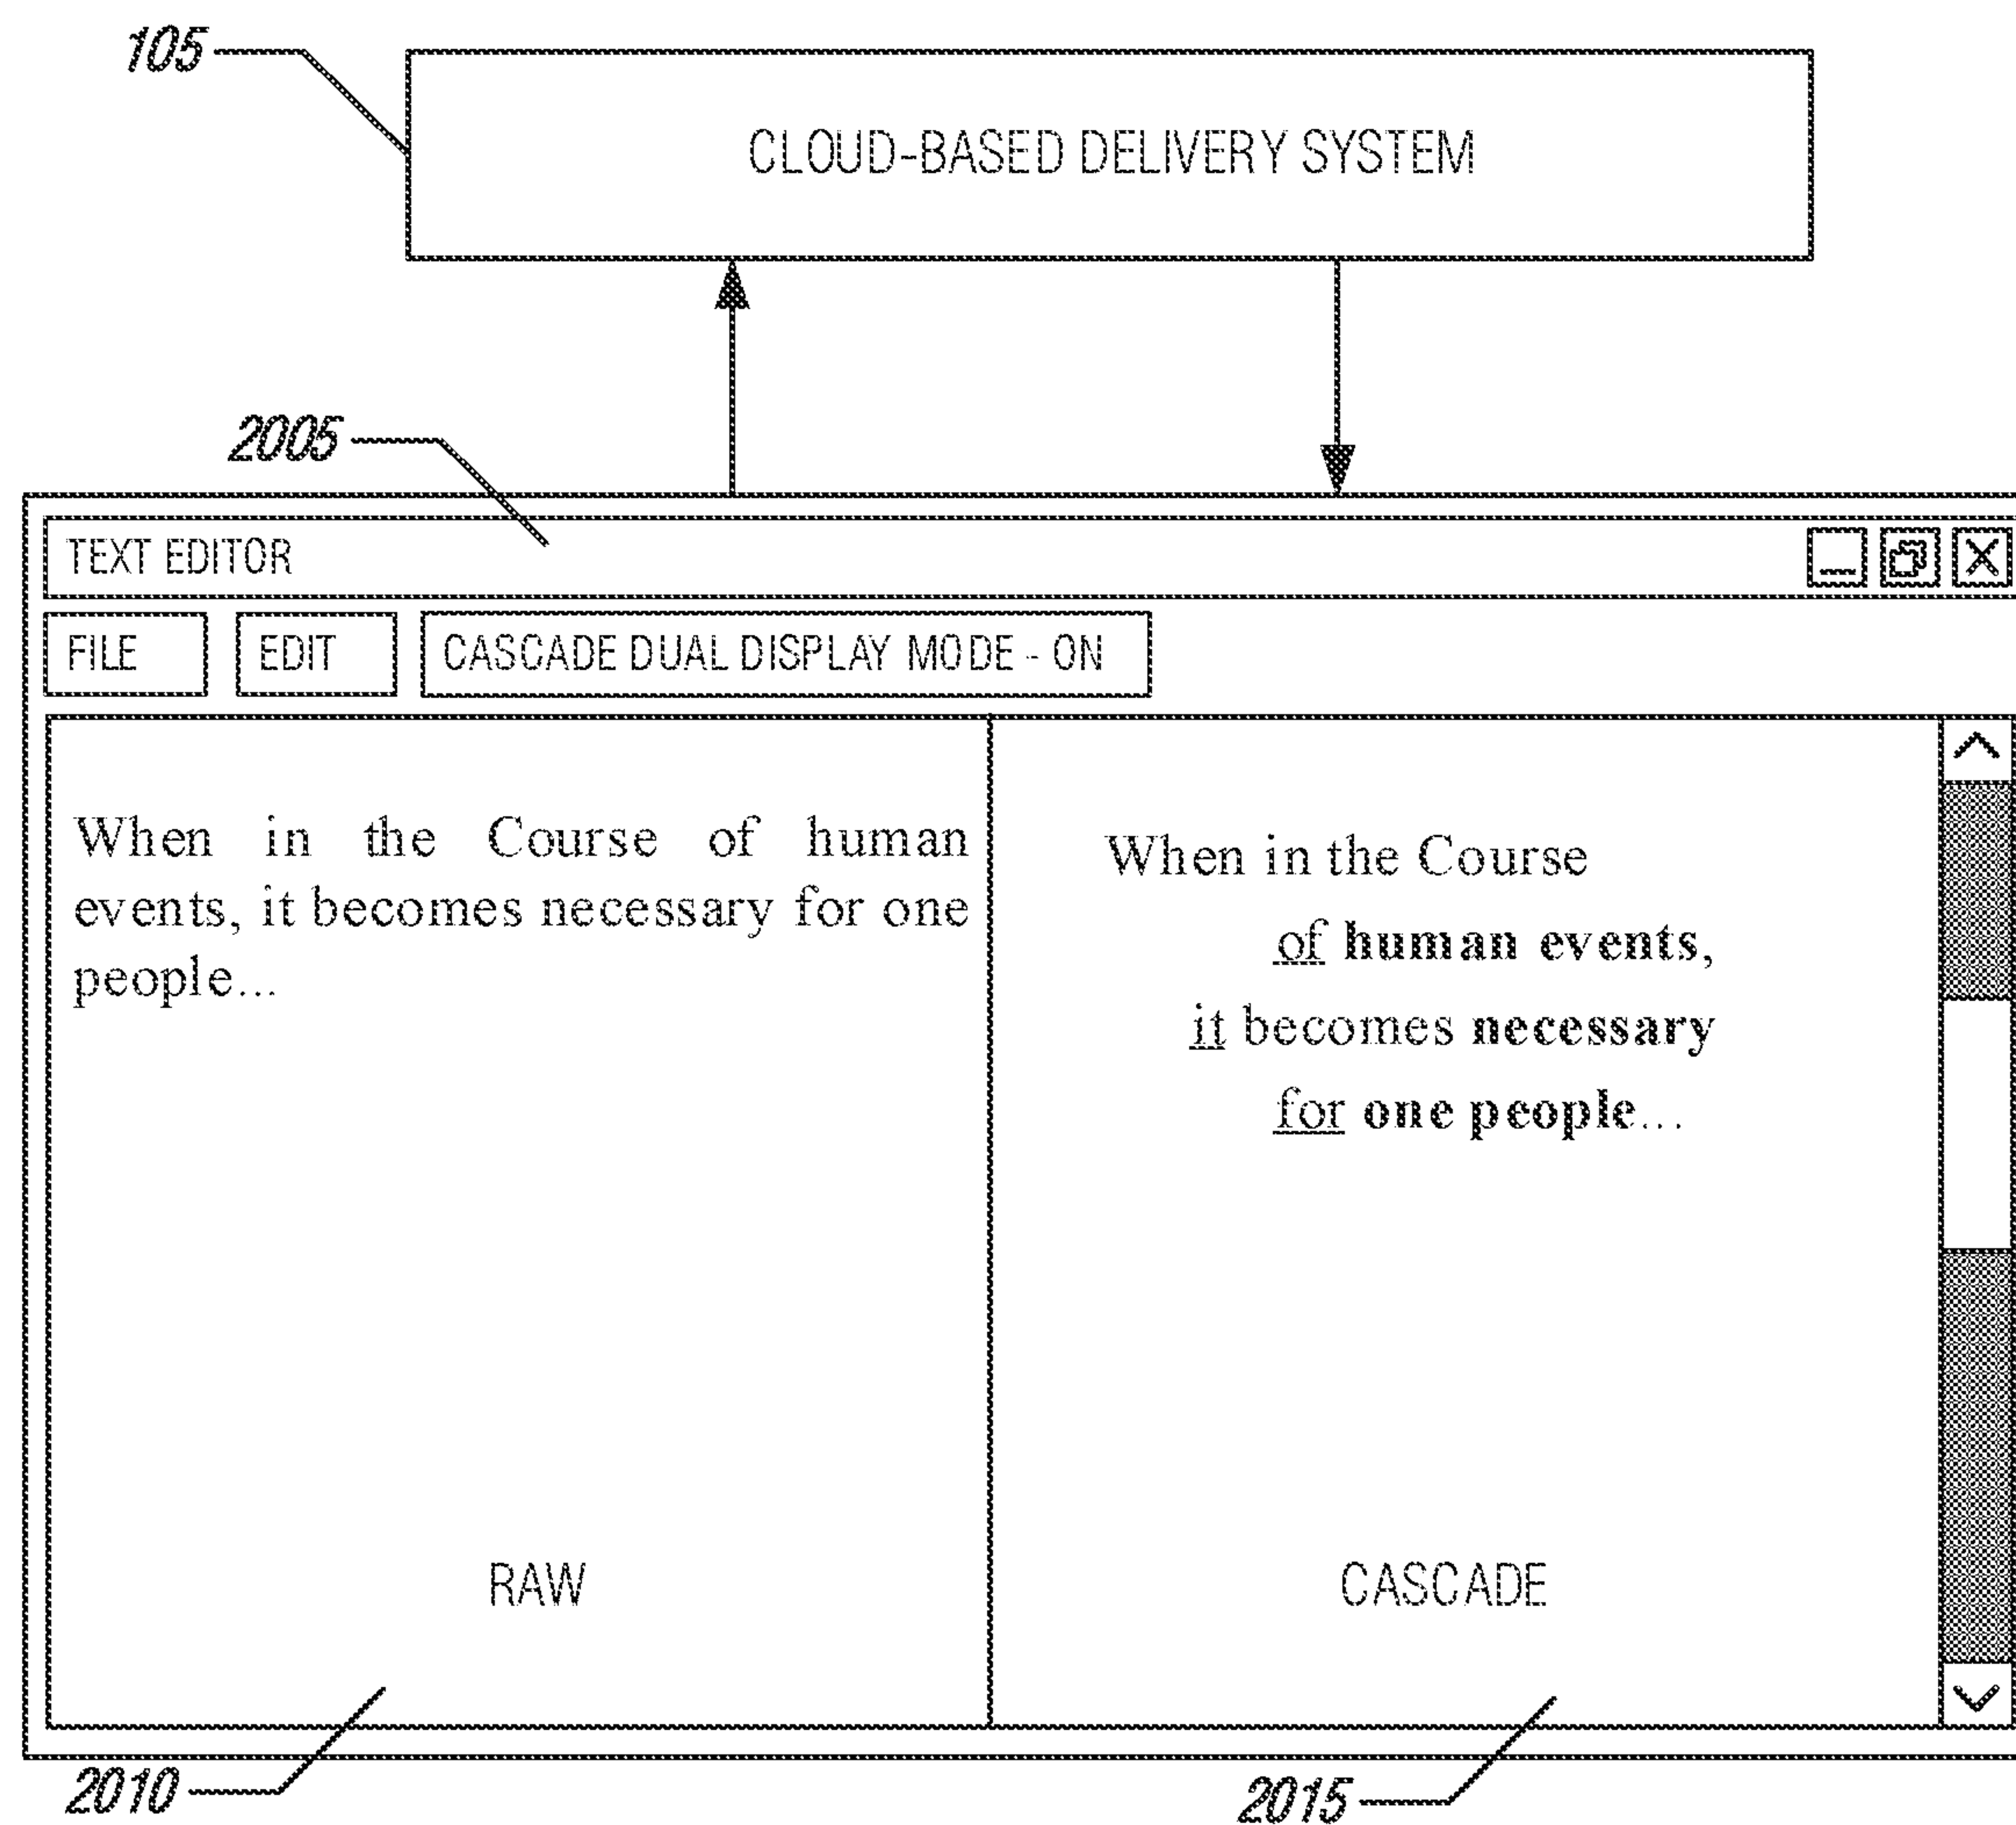 105
CLOUD-BASED DELIVERY SYSTEM
2005
TEXT EDITOR
FILE
EDIT
CASCADE DUAL DISPLAY MODE - ON
When in the Course of human
events, it becomes necessary for one
people...
RAW
When in the Course
of human events,
it becomes necessary
for one people...
CASCADE
2010
2015